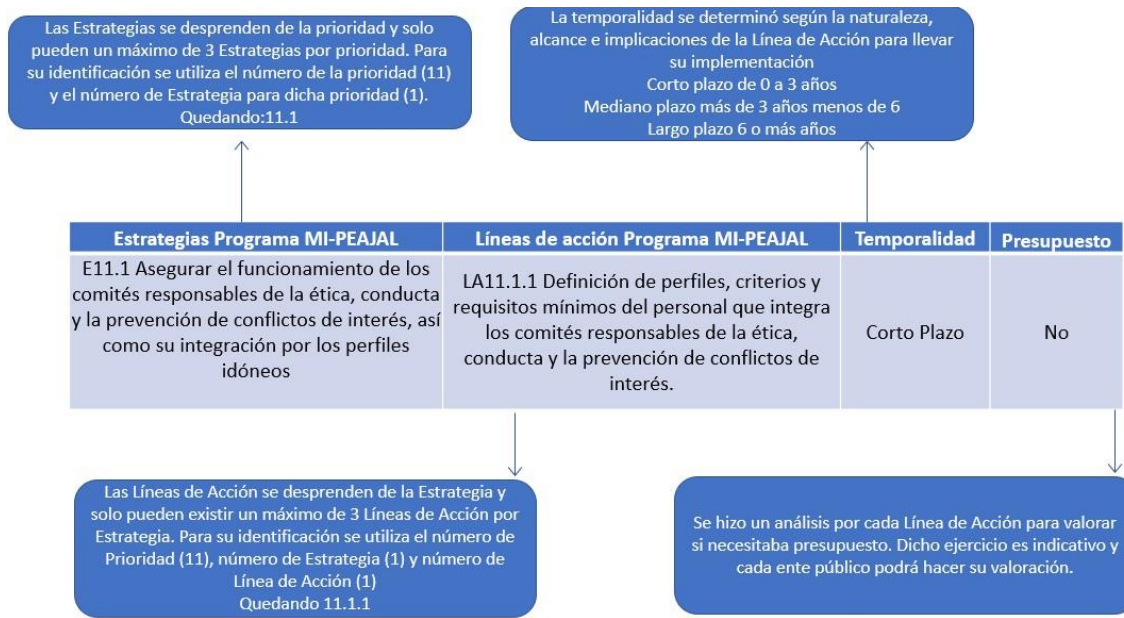 Las Estrategias se desprenden de la prioridad y solo
pueden un máximo de 3 Estrategias por prioridad. Para
su identificación se utiliza el número de la prioridad (11)
y el número de Estrategia para dicha prioridad (1).
Quedando:11.1
La temporalidad se determinó según la naturaleza,
alcance e implicaciones de la Línea de Acción para llevar
su implementación
Corto plazo de 0 a 3 años
Mediano plazo más de 3 años menos de 6
Largo plazo 6 o más años
Estrategias Programa MI-PEAJAL
Líneas de acción Programa MI-PEAJAL
Temporalidad
Presupuesto
E11.1 Asegurar el funcionamiento de los
comités responsables de la ética, conducta
y la prevención de conflictos de interés, así
como su integración por los perfiles
idóneos
LA11.1.1 Definición de perfiles, criterios y
requisitos mínimos del personal que integra
los comités responsables de la ética,
conducta y la prevención de conflictos de
interés.
Corto Plazo
No
Las Líneas de Acción se desprenden de la Estrategia y
solo pueden existir un máximo de 3 Líneas de Acción por
Estrategia. Para su identificación se utiliza el número de
Prioridad (11), número de Estrategia (1) y número de
Línea de Acción (1)
Quedando 11.1.1
Se hizo un análisis por cada Línea de Acción para valorar
si necesitaba presupuesto. Dicho ejercicio es indicativo y
cada ente público podrá hacer su valoración.